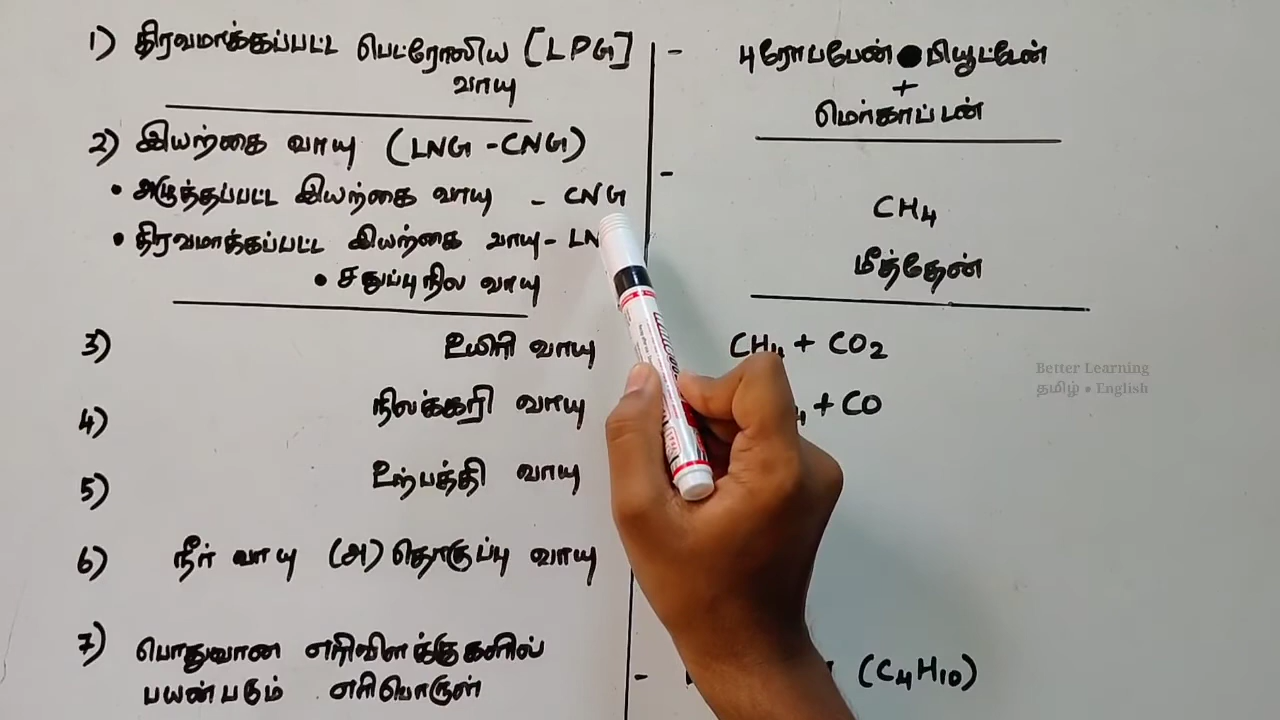 1) திரவமாக்கப்பட்ட பெட்ரோலிய [LPG] -
வாயு
புரோபபேன் பியூட்டேன்
+
மெர்காப்டன்
2) இயற்கை வாயு (LNG - CNG) -
• அழுத்தப்பட்ட இயற்கை வாயு - CNG
• திரவமாக்கப்பட்ட இயற்கை வாயு - LN
• சதுப்புநில வாயு
CH4
மீத்தேன்
3) உயிரி வாயு CH4 + CO2
4) நிலக்கரி வாயு + CO
5) உற்பத்தி வாயு
6) நீர் வாயு (அ) தொகுப்பு வாயு
7) பொதுவான எரிவிளக்குகளில்
பயன்படும் எரிபொருள் - (C4H10)
Better Learning
தமிழ் • English